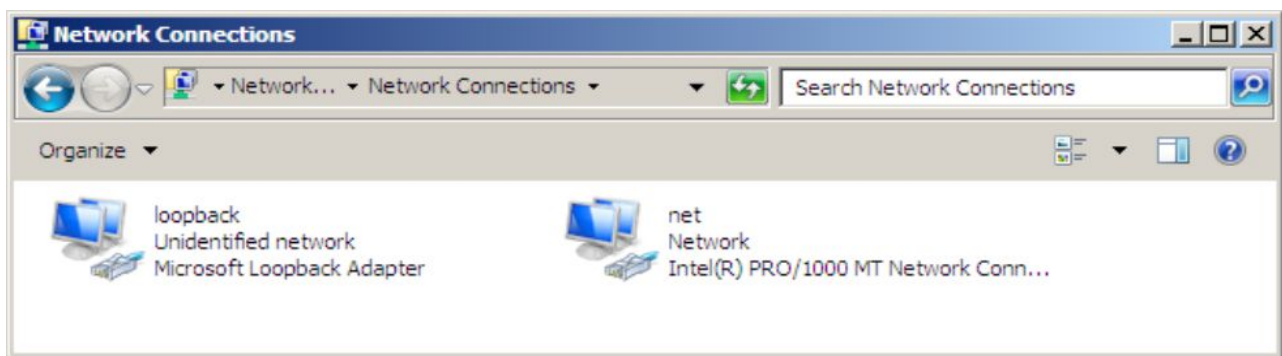 Network Connections
Network... Network Connections
Search Network Connections
Organize
loopback
Unidentified network
Microsoft Loopback Adapter
net
Network
Intel(R) PRO/1000 MT Network Conn...